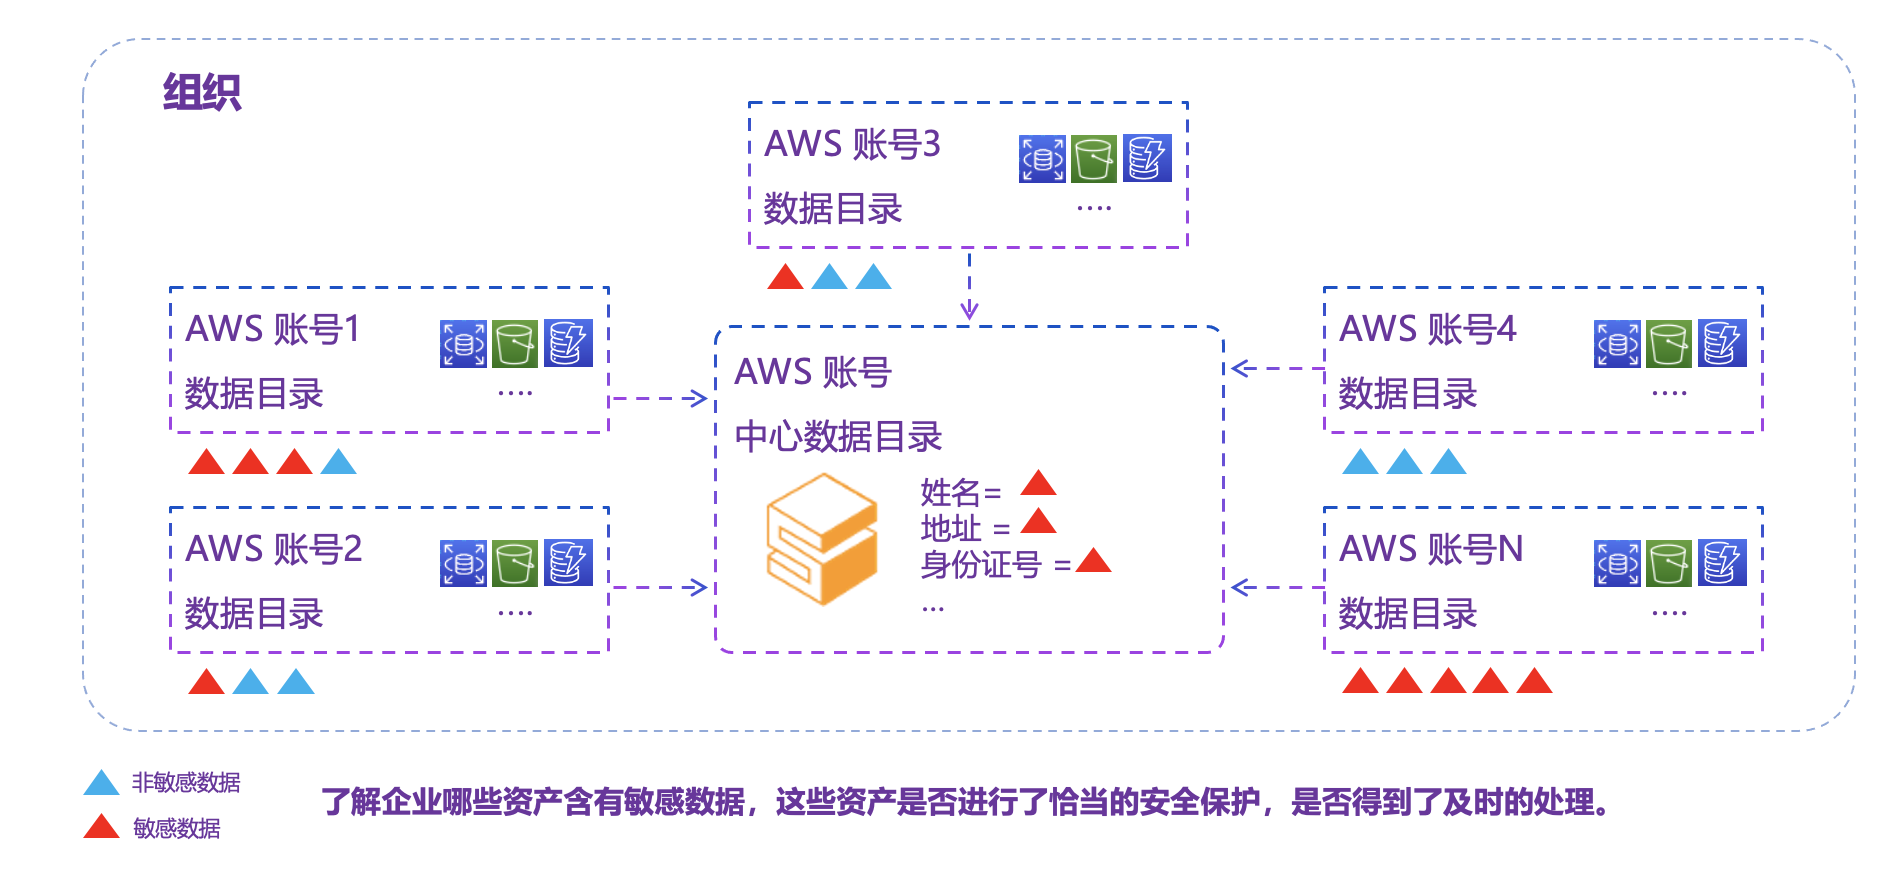 组织
AWS 账号3
数据目录
....
AWS 账号1
数据目录
....
AWS 账号2
数据目录
....
AWS 账号
中心数据目录
姓名=
地址 =
身份证号 =
...
AWS 账号4
数据目录
....
AWS 账号N
数据目录
....
非敏感数据
敏感数据
了解企业哪些资产含有敏感数据，这些资产是否进行了恰当的安全保护，是否得到了及时的处理。